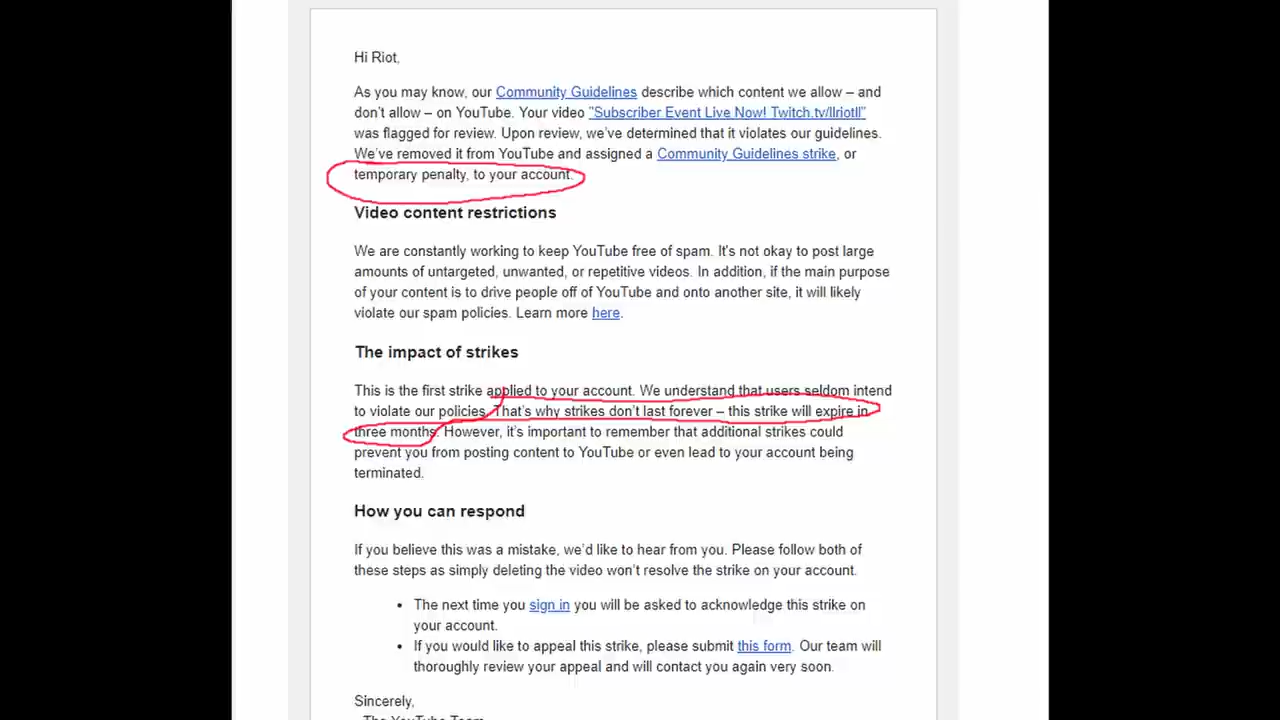 Hi Riot,
As you may know, our Community Guidelines describe which content we allow – and
don't allow – on YouTube. Your video "Subscriber Event Live Now! Twitch.tv/llriotll"
was flagged for review. Upon review, we've determined that it violates our guidelines.
We've removed it from YouTube and assigned a Community Guidelines strike, or
temporary penalty, to your account.
Video content restrictions
We are constantly working to keep YouTube free of spam. It's not okay to post large
amounts of untargeted, unwanted, or repetitive videos. In addition, if the main purpose
of your content is to drive people off of YouTube and onto another site, it will likely
violate our spam policies. Learn more here.
The impact of strikes
This is the first strike applied to your account. We understand that users seldom intend
to violate our policies. That's why strikes don't last forever – this strike will expire in
three months. However, it's important to remember that additional strikes could
prevent you from posting content to YouTube or even lead to your account being
terminated.
How you can respond
If you believe this was a mistake, we'd like to hear from you. Please follow both of
these steps as simply deleting the video won't resolve the strike on your account.
• The next time you sign in you will be asked to acknowledge this strike on
your account.
• If you would like to appeal this strike, please submit this form. Our team will
thoroughly review your appeal and will contact you again very soon.
Sincerely,
The YouTube Team